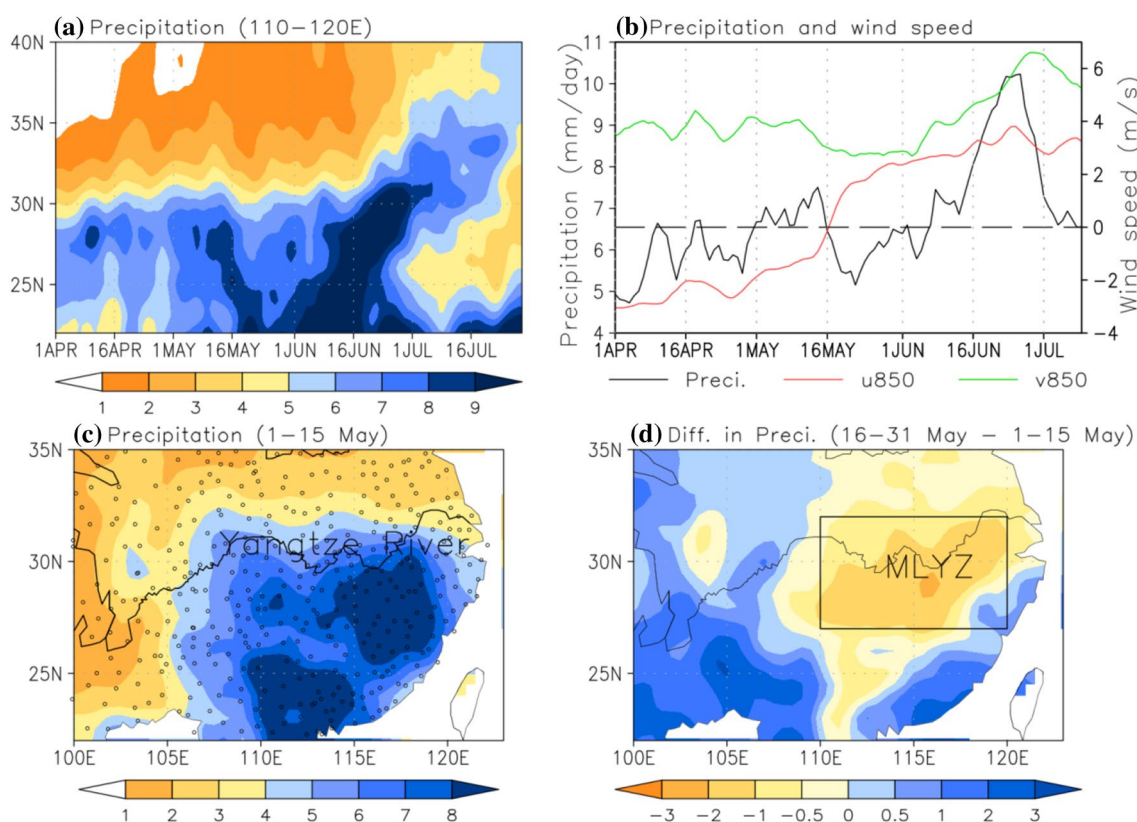 (a) Precipitation (110–120E)
40N
35N
30N
25N
1APR 16APR 1MAY 16MAY 1JUN 16JUN 1JUL 16JUL
1 2 3 4 5 6 7 8 9
(b) Precipitation and wind speed
Precipitation (mm/day)
11
10
9
8
7
6
5
4
Wind speed (m/s)
6
4
2
0
−2
−4
1APR 16APR 1MAY 16MAY 1JUN 16JUN 1JUL
Preci. u850 v850
(c) Precipitation (1–15 May)
35N
30N
25N
Yangtze River
100E 105E 110E 115E 120E
1 2 3 4 5 6 7 8
(d) Diff. in Preci. (16–31 May – 1–15 May)
35N
30N
25N
MLYZ
100E 105E 110E 115E 120E
−3 −2 −1 −0.5 0 0.5 1 2 3